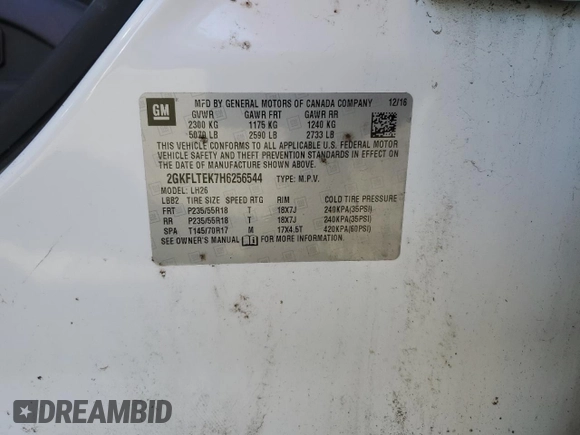 GM
MFD BY GENERAL MOTORS OF CANADA COMPANY 12/16
GVWR GAWR FRT GAWR RR
2300 KG 1175 KG 1240 KG
5070 LB 2590 LB 2733 LB
THIS VEHICLE CONFORMS TO ALL APPLICABLE U.S. FEDERAL MOTOR
VEHICLE SAFETY AND THEFT PREVENTION STANDARDS IN EFFECT ON THE
DATE OF MANUFACTURE SHOWN ABOVE.
2GKFLTEK7H6256544 TYPE: M.P.V.
MODEL: LH26
LBB2 TIRE SIZE SPEED RTG RIM COLD TIRE PRESSURE
FRT P235/55R18 T 18X7J 240KPA(35PSI)
RR P235/55R18 T 18X7J 240KPA(35PSI)
SPA T145/70R17 M 17X4.5T 420KPA(60PSI)
SEE OWNER'S MANUAL FOR MORE INFORMATION.
DREAMBID